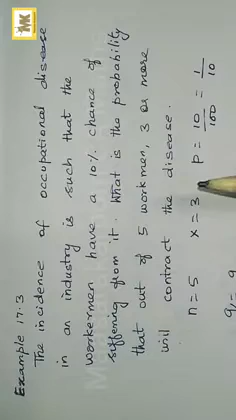 MK
Example 17.3
The incidence of occupational disease
in an industry is such that the
workermen have a 10% chance of
siffering from it. What is the probability
that out of 5 workmen, 3 or more
will contract the disease.
n = 5 x = 3 p = 10/100 = 1/10